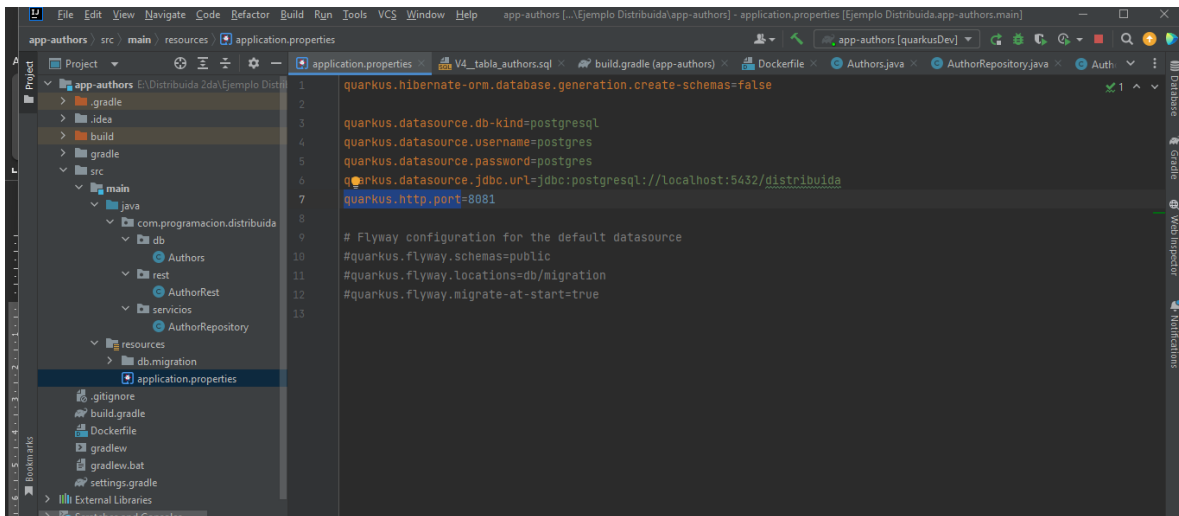 File Edit View Navigate Code Refactor Build Run Tools VCS Window Help app-authors [...\Ejemplo Distribuida\app-authors] - application.properties [Ejemplo Distribuida.app-authors.main]
app-authors src main resources application.properties
app-authors [quarkusDev]
Project
application.properties
V4__tabla_authors.sql
build.gradle (app-authors)
Dockerfile
Authors.java
AuthorRepository.java
Auth
app-authors E:\Distribuida 2da\Ejemplo Distri
.gradle
.idea
build
gradle
src
main
java
com.programacion.distribuida
db
Authors
rest
AuthorRest
servicios
AuthorRepository
resources
db.migration
application.properties
.gitignore
build.gradle
Dockerfile
gradlew
gradlew.bat
settings.gradle
External Libraries
1 quarkus.hibernate-orm.database.generation.create-schemas=false
2
3 quarkus.datasource.db-kind=postgresql
4 quarkus.datasource.username=postgres
5 quarkus.datasource.password=postgres
6 quarkus.datasource.jdbc.url=jdbc:postgresql://localhost:5432/distribuida
7 quarkus.http.port=8081
8
9 # Flyway configuration for the default datasource
10 #quarkus.flyway.schemas=public
11 #quarkus.flyway.locations=db/migration
12 #quarkus.flyway.migrate-at-start=true
13
1
Project
Bookmarks
Database
Gradle
Web Inspector
Notifications